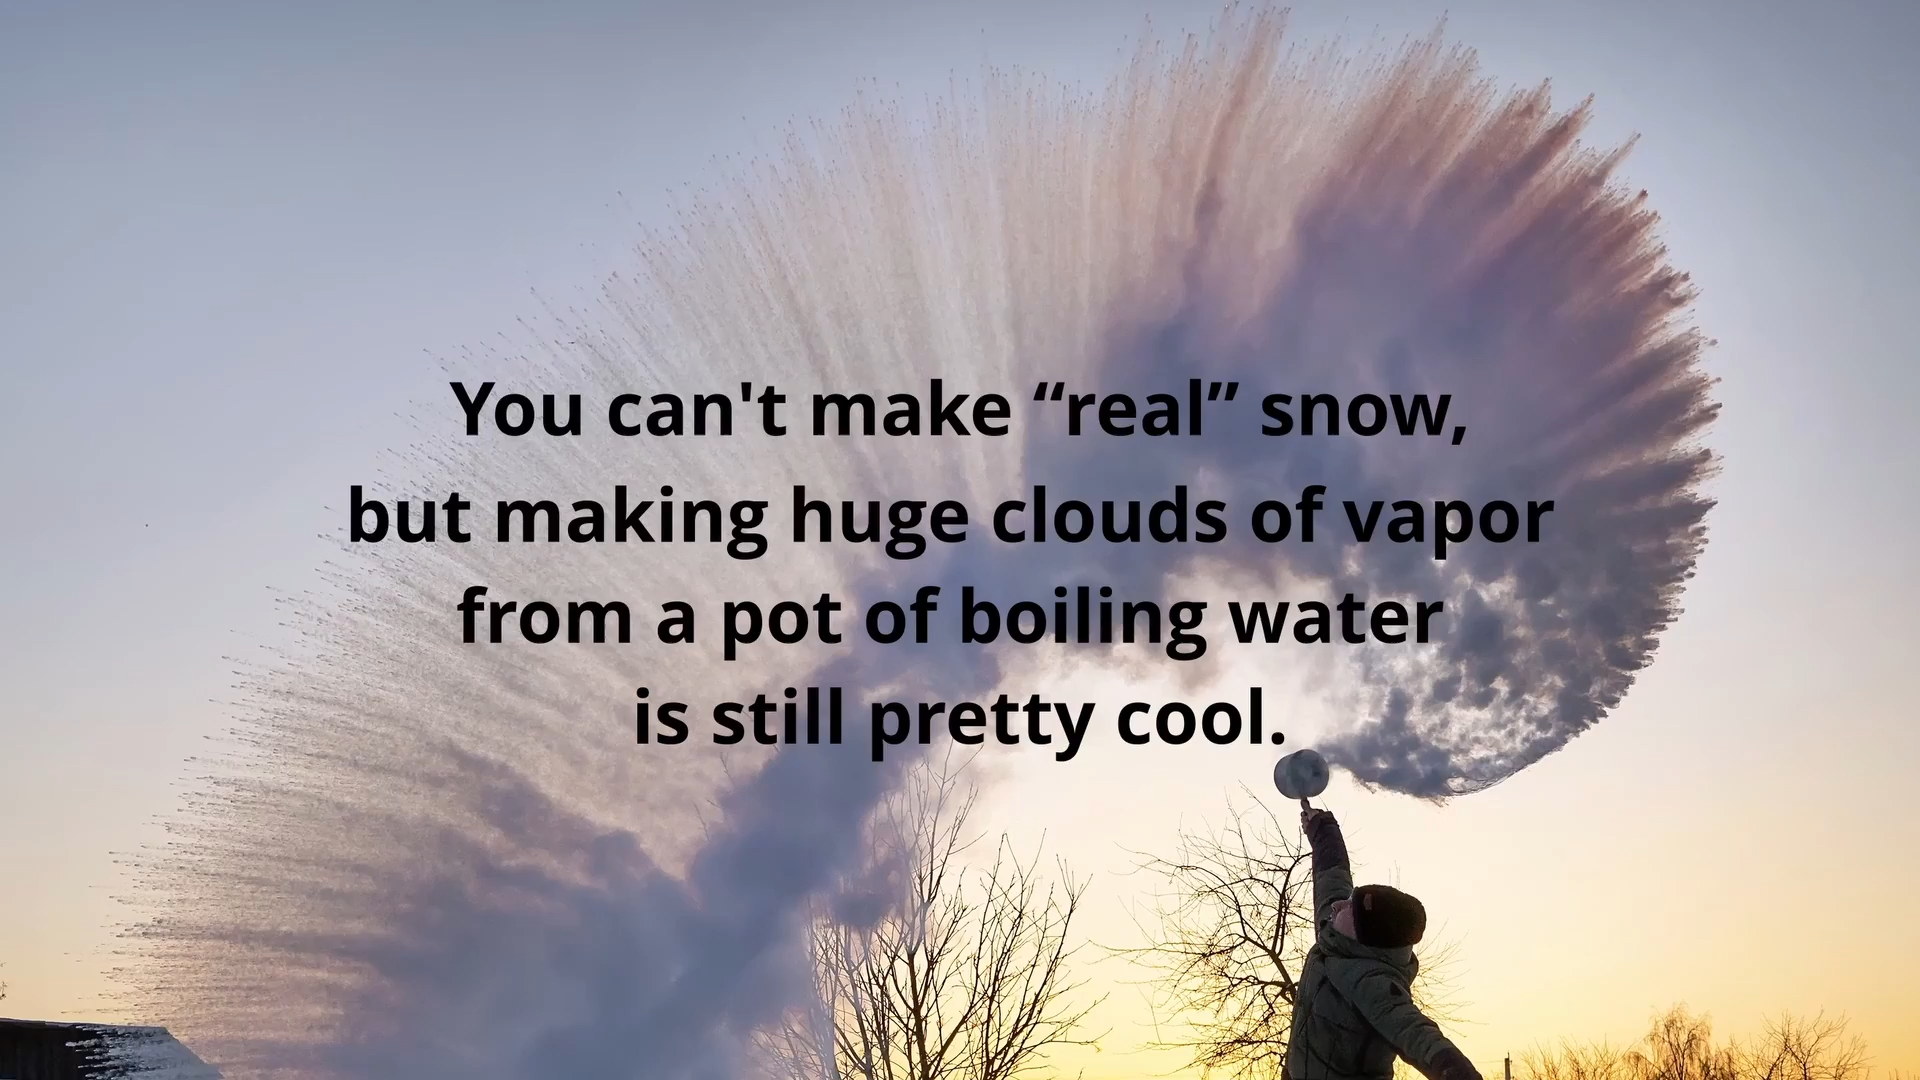 You can't make “real” snow,
but making huge clouds of vapor
from a pot of boiling water
is still pretty cool.